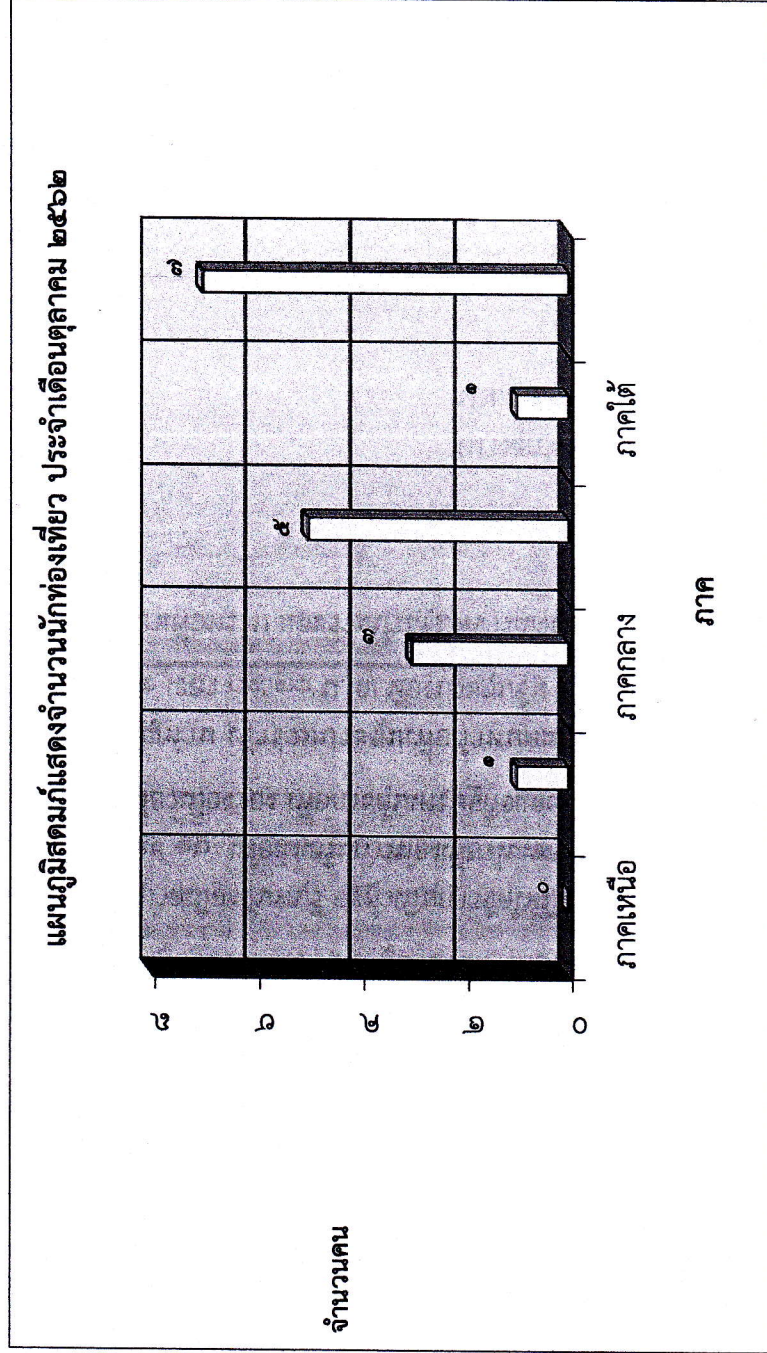 แผนภูมิสดมภ์แสดงจำนวนนักท่องเที่ยว ประจำเดือนตุลาคม ๒๕๖๒
จำนวนคน
๘
๖
๔
๒
๐
๐
๑
๓
๕
๑
๗
ภาคเหนือ
ภาคกลาง
ภาคใต้
ภาค